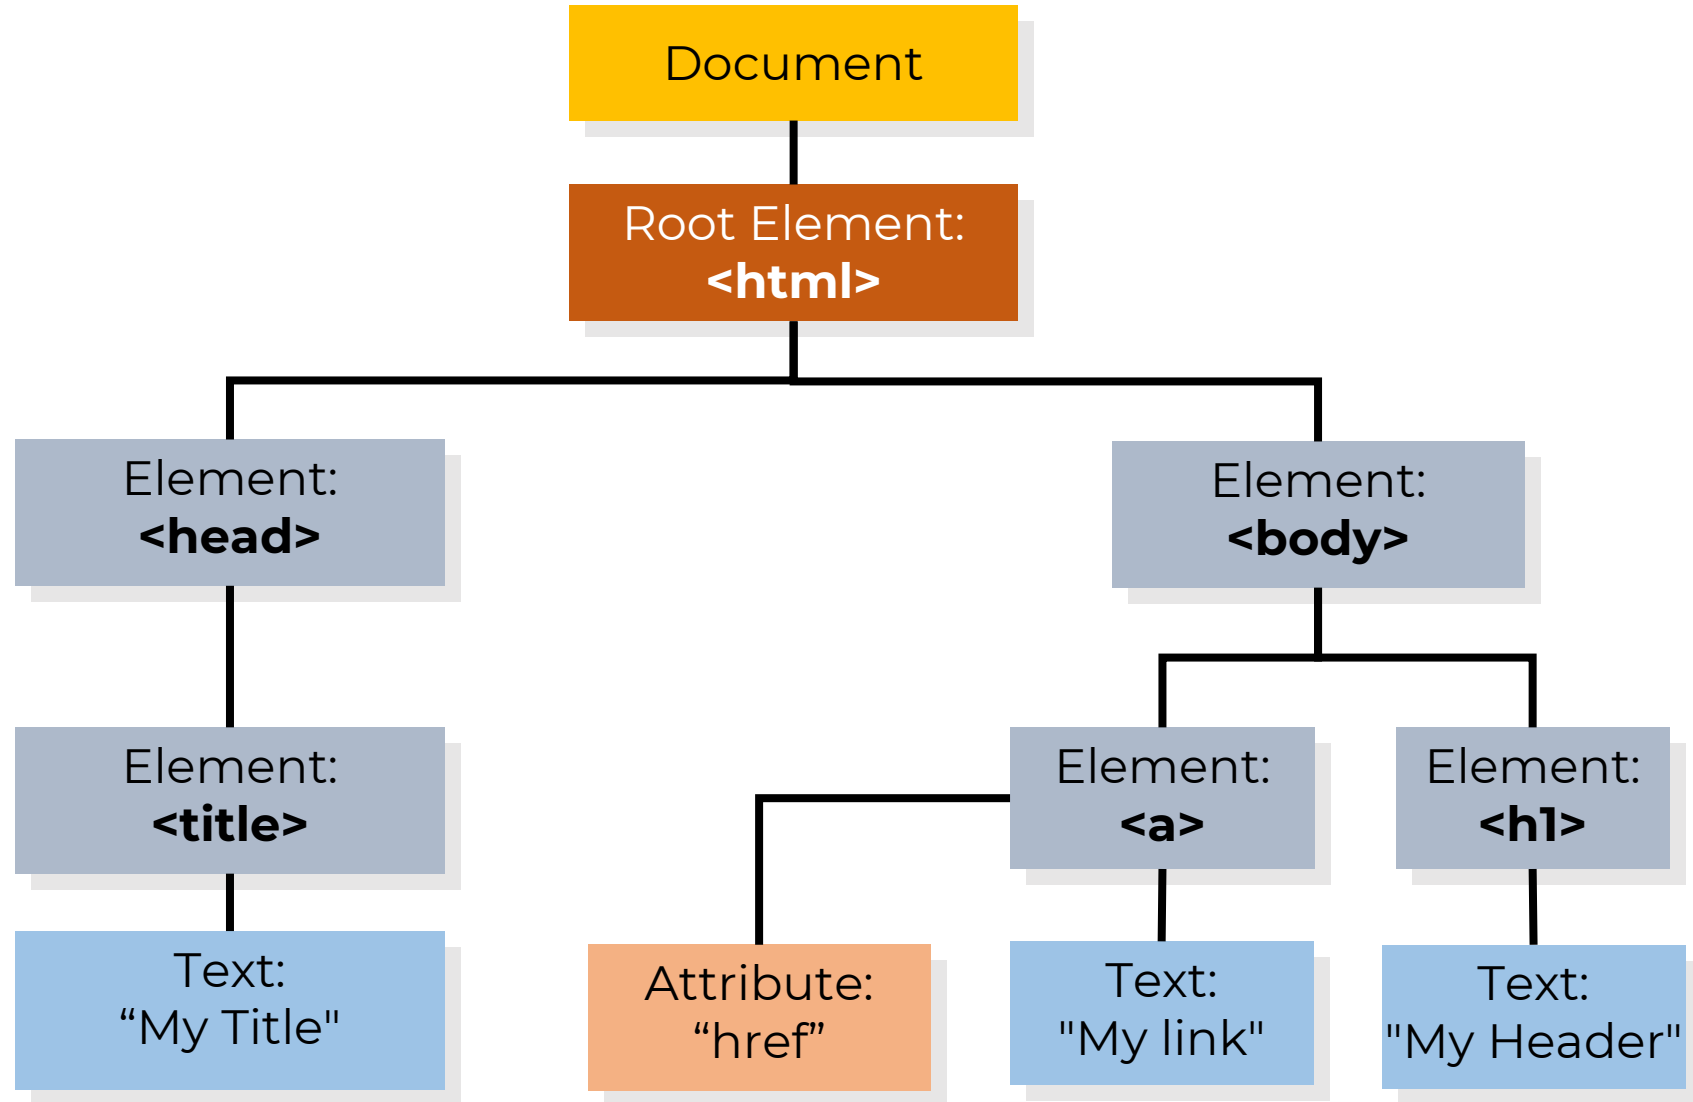 Document
Root Element:
<html>
Element:
<head>
Element:
<body>
Element:
<title>
Element:
<a>
Element:
<h1>
Text:
“My Title"
Attribute:
“href”
Text:
"My link"
Text:
"My Header"